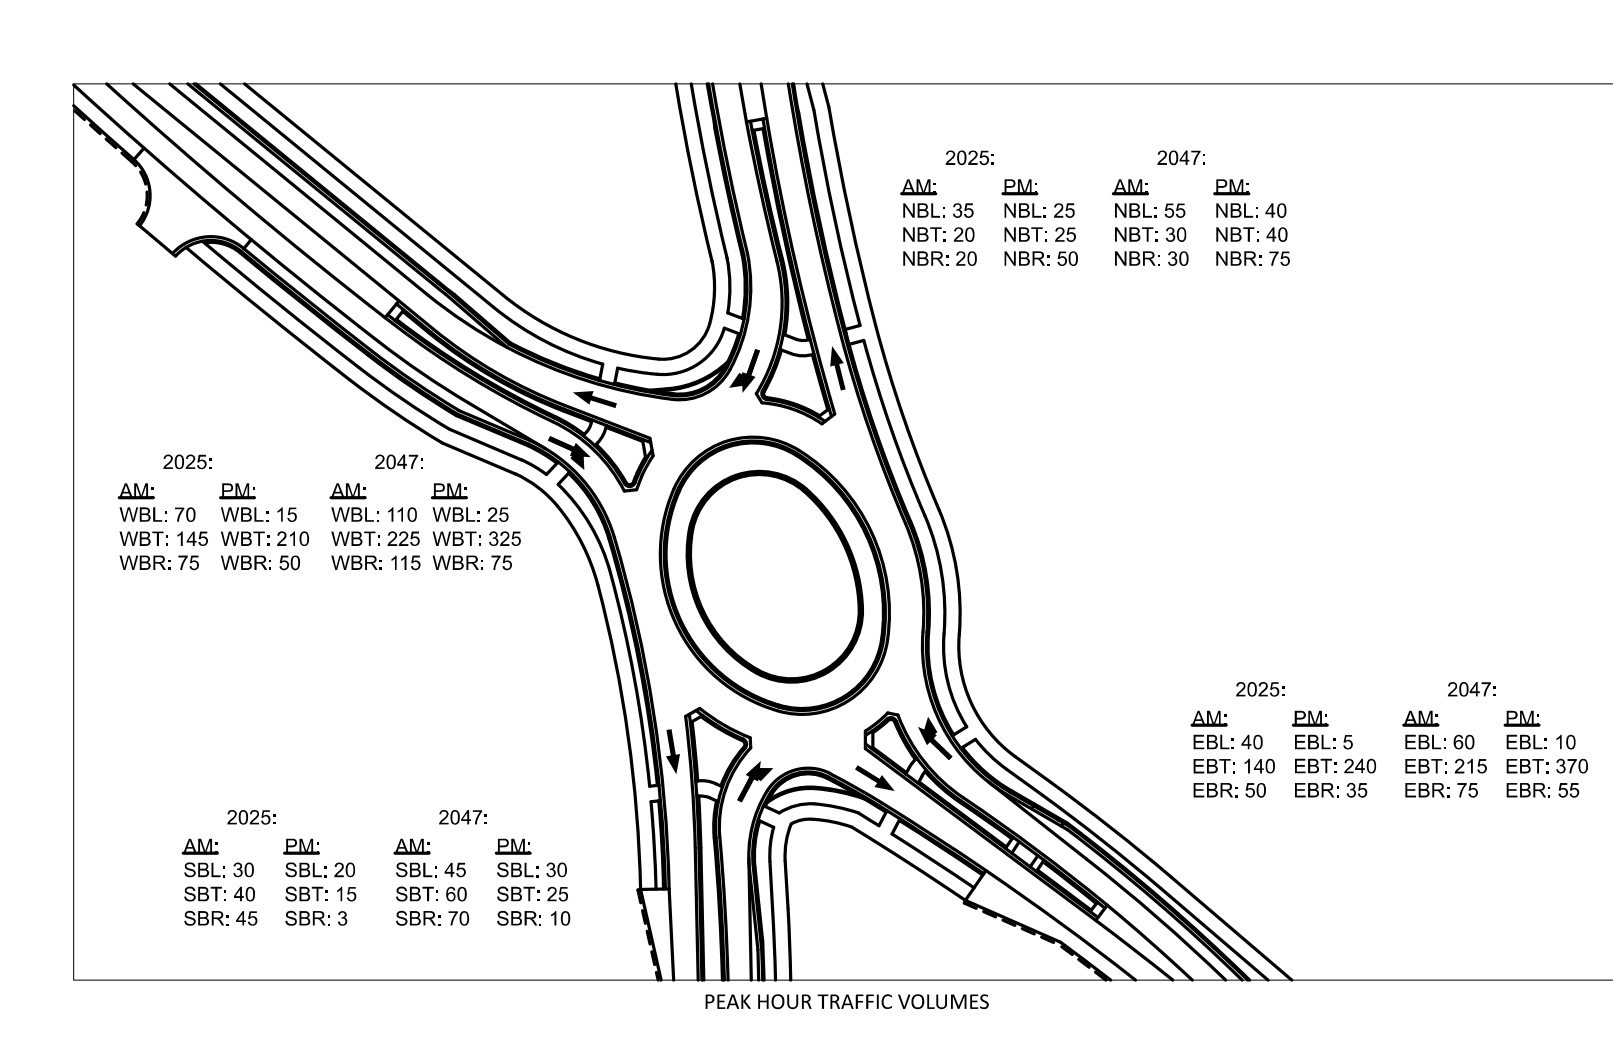 2025: 2047:
AM: PM: AM: PM:
NBL: 35 NBL: 25 NBL: 55 NBL: 40
NBT: 20 NBT: 25 NBT: 30 NBT: 40
NBR: 20 NBR: 50 NBR: 30 NBR: 75
2025: 2047:
AM: PM: AM: PM:
WBL: 70 WBL: 15 WBL: 110 WBL: 25
WBT: 145 WBT: 210 WBT: 225 WBT: 325
WBR: 75 WBR: 50 WBR: 115 WBR: 75
2025: 2047:
AM: PM: AM: PM:
EBL: 40 EBL: 5 EBL: 60 EBL: 10
EBT: 140 EBT: 240 EBT: 215 EBT: 370
EBR: 50 EBR: 35 EBR: 75 EBR: 55
2025: 2047:
AM: PM: AM: PM:
SBL: 30 SBL: 20 SBL: 45 SBL: 30
SBT: 40 SBT: 15 SBT: 60 SBT: 25
SBR: 45 SBR: 3 SBR: 70 SBR: 10
PEAK HOUR TRAFFIC VOLUMES